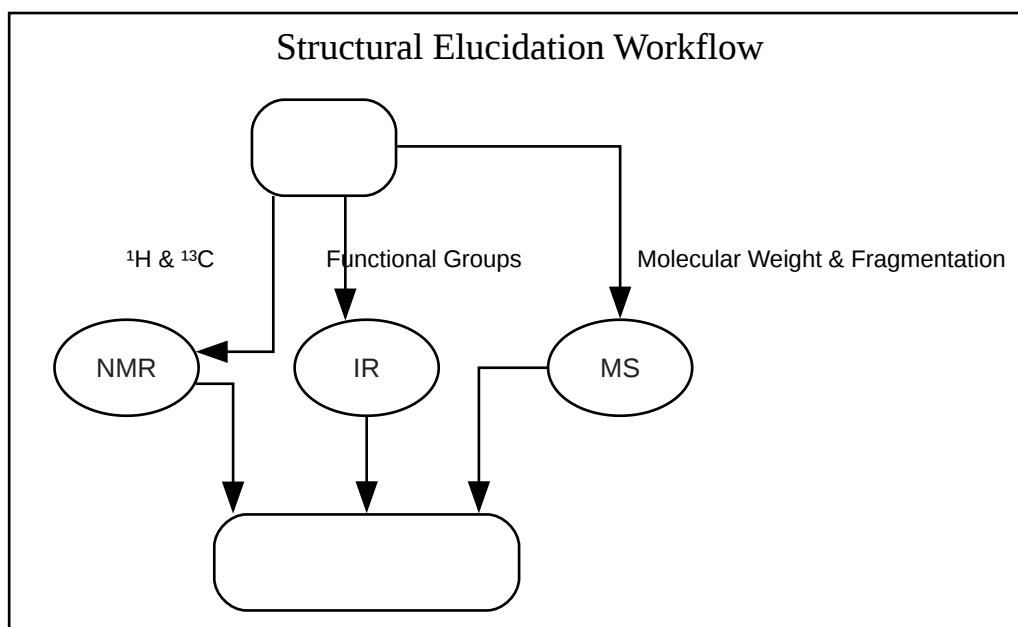 Structural Elucidation Workflow
¹H & ¹³C
Functional Groups
Molecular Weight & Fragmentation
NMR
IR
MS